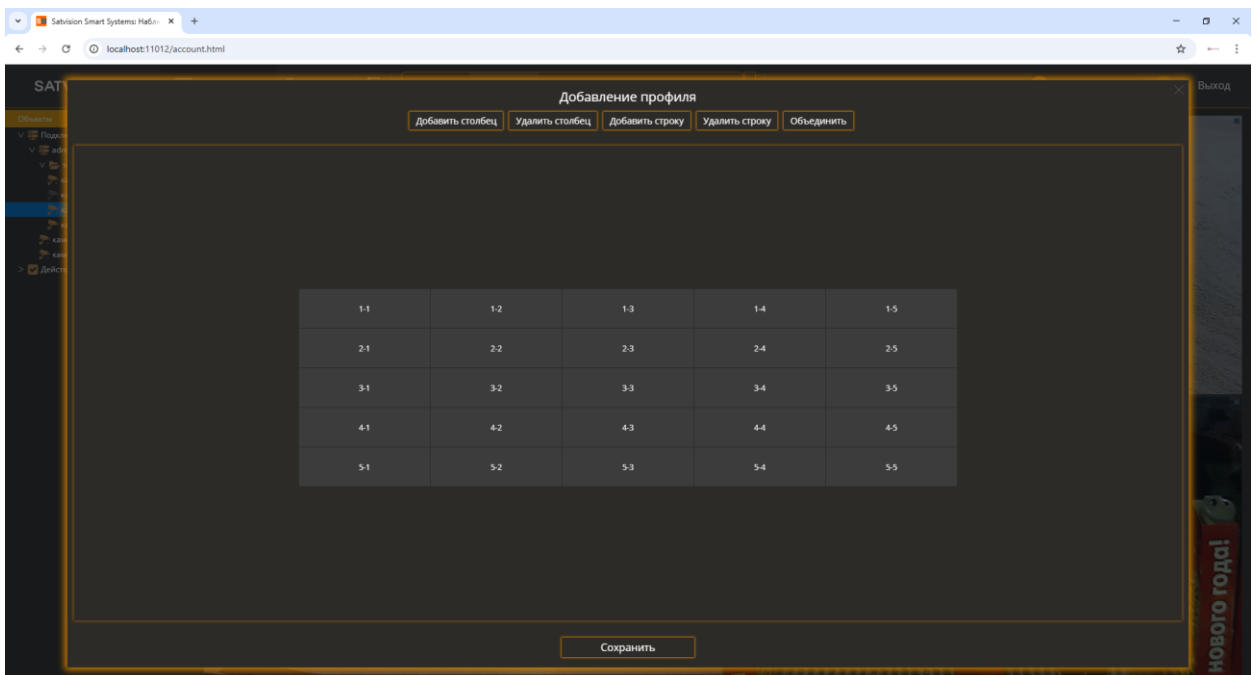 Satvision Smart Systems: Набл
localhost:11012/account.html
SAT
Выход
Добавление профиля
Добавить столбец Удалить столбец Добавить строку Удалить строку Объединить
Объекты
adm
Дейст
1-1 1-2 1-3 1-4 1-5
2-1 2-2 2-3 2-4 2-5
3-1 3-2 3-3 3-4 3-5
4-1 4-2 4-3 4-4 4-5
5-1 5-2 5-3 5-4 5-5
нового года!
Сохранить